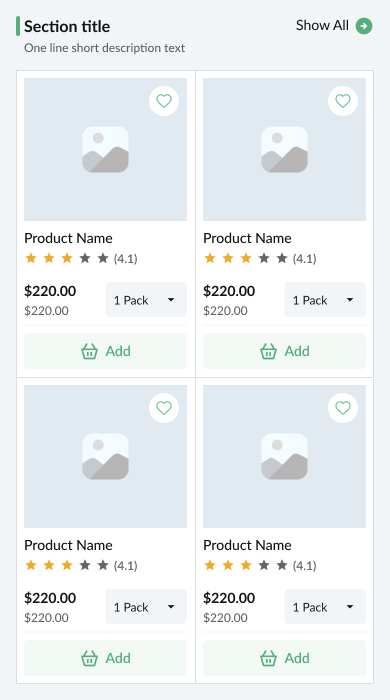 Section title
Show All
One line short description text
Product Name
(4.1)
$220.00
$220.00
1 Pack
Add
Product Name
(4.1)
$220.00
$220.00
1 Pack
Add
Product Name
(4.1)
$220.00
$220.00
1 Pack
Add
Product Name
(4.1)
$220.00
$220.00
1 Pack
Add